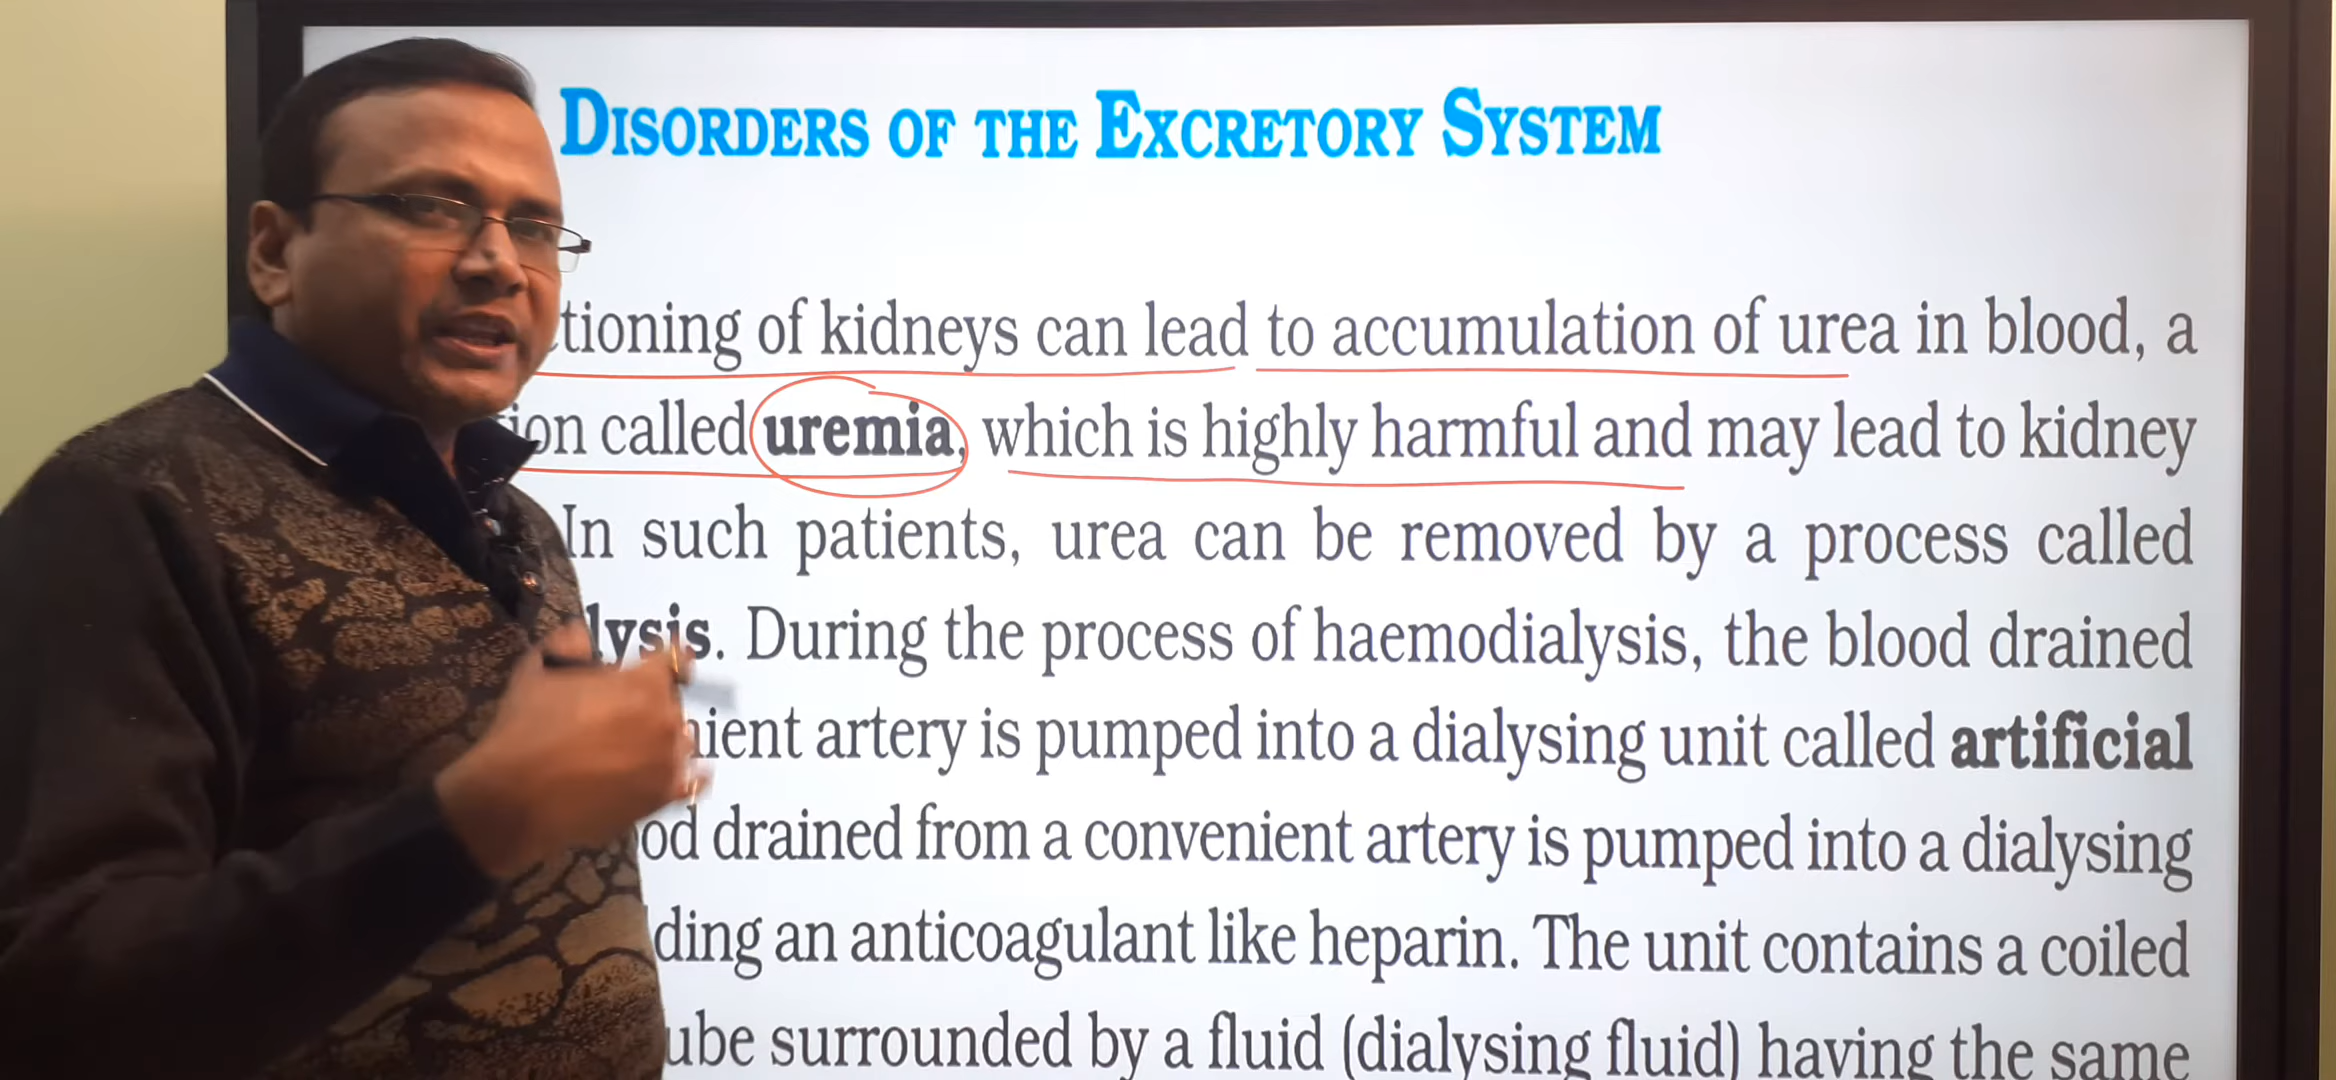 DISORDERS OF THE EXCRETORY SYSTEM
tioning of kidneys can lead to accumulation of urea in blood, a
ion called uremia, which is highly harmful and may lead to kidney
In such patients, urea can be removed by a process called
lysis. During the process of haemodialysis, the blood drained
nient artery is pumped into a dialysing unit called artificial
od drained from a convenient artery is pumped into a dialysing
ding an anticoagulant like heparin. The unit contains a coiled
ube surrounded by a fluid (dialysing fluid) having the same